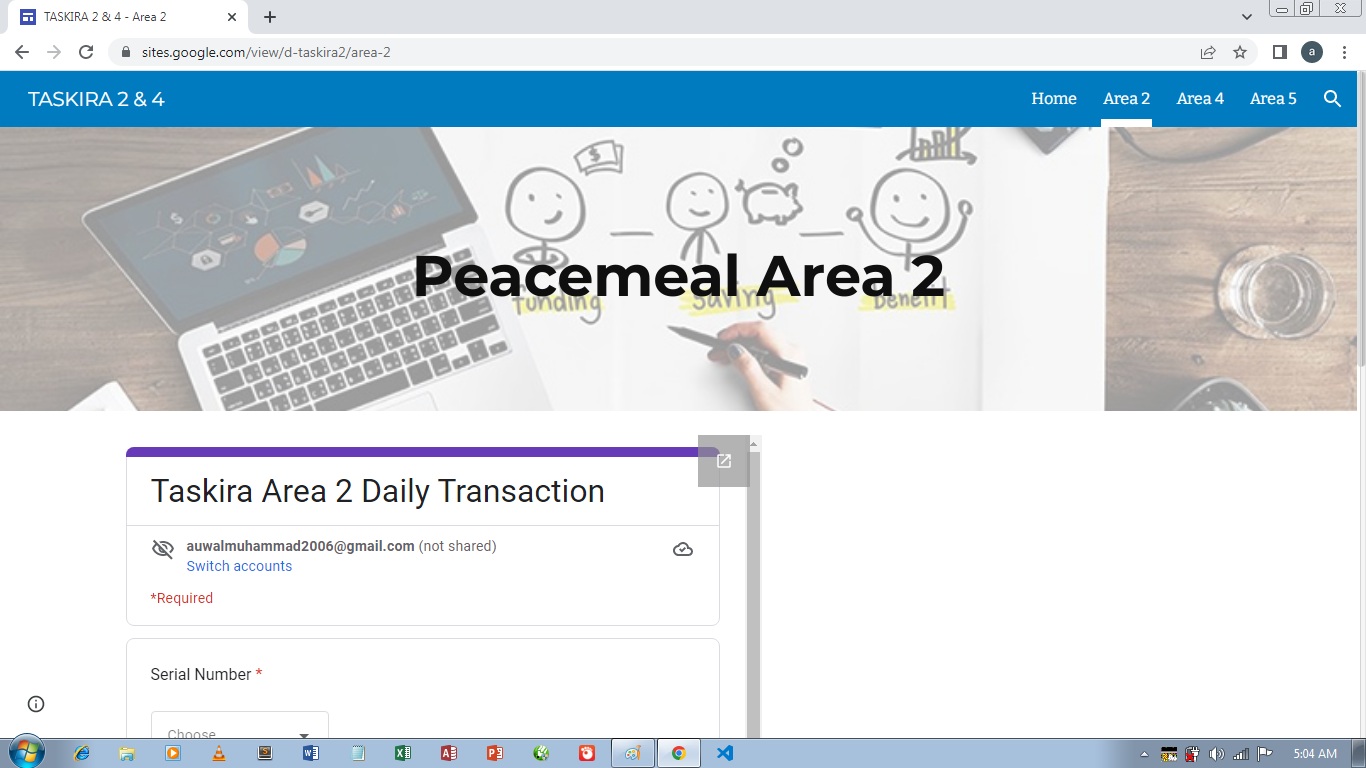 TASKIRA 2 & 4 - Area 2
sites.google.com/view/d-taskira2/area-2
a
TASKIRA 2 & 4
Home Area 2 Area 4 Area 5
Peacemeal Area 2
funding saving benefit
Taskira Area 2 Daily Transaction
auwalmuhammad2006@gmail.com (not shared)
Switch accounts
*Required
Serial Number *
Choose
5:04 AM